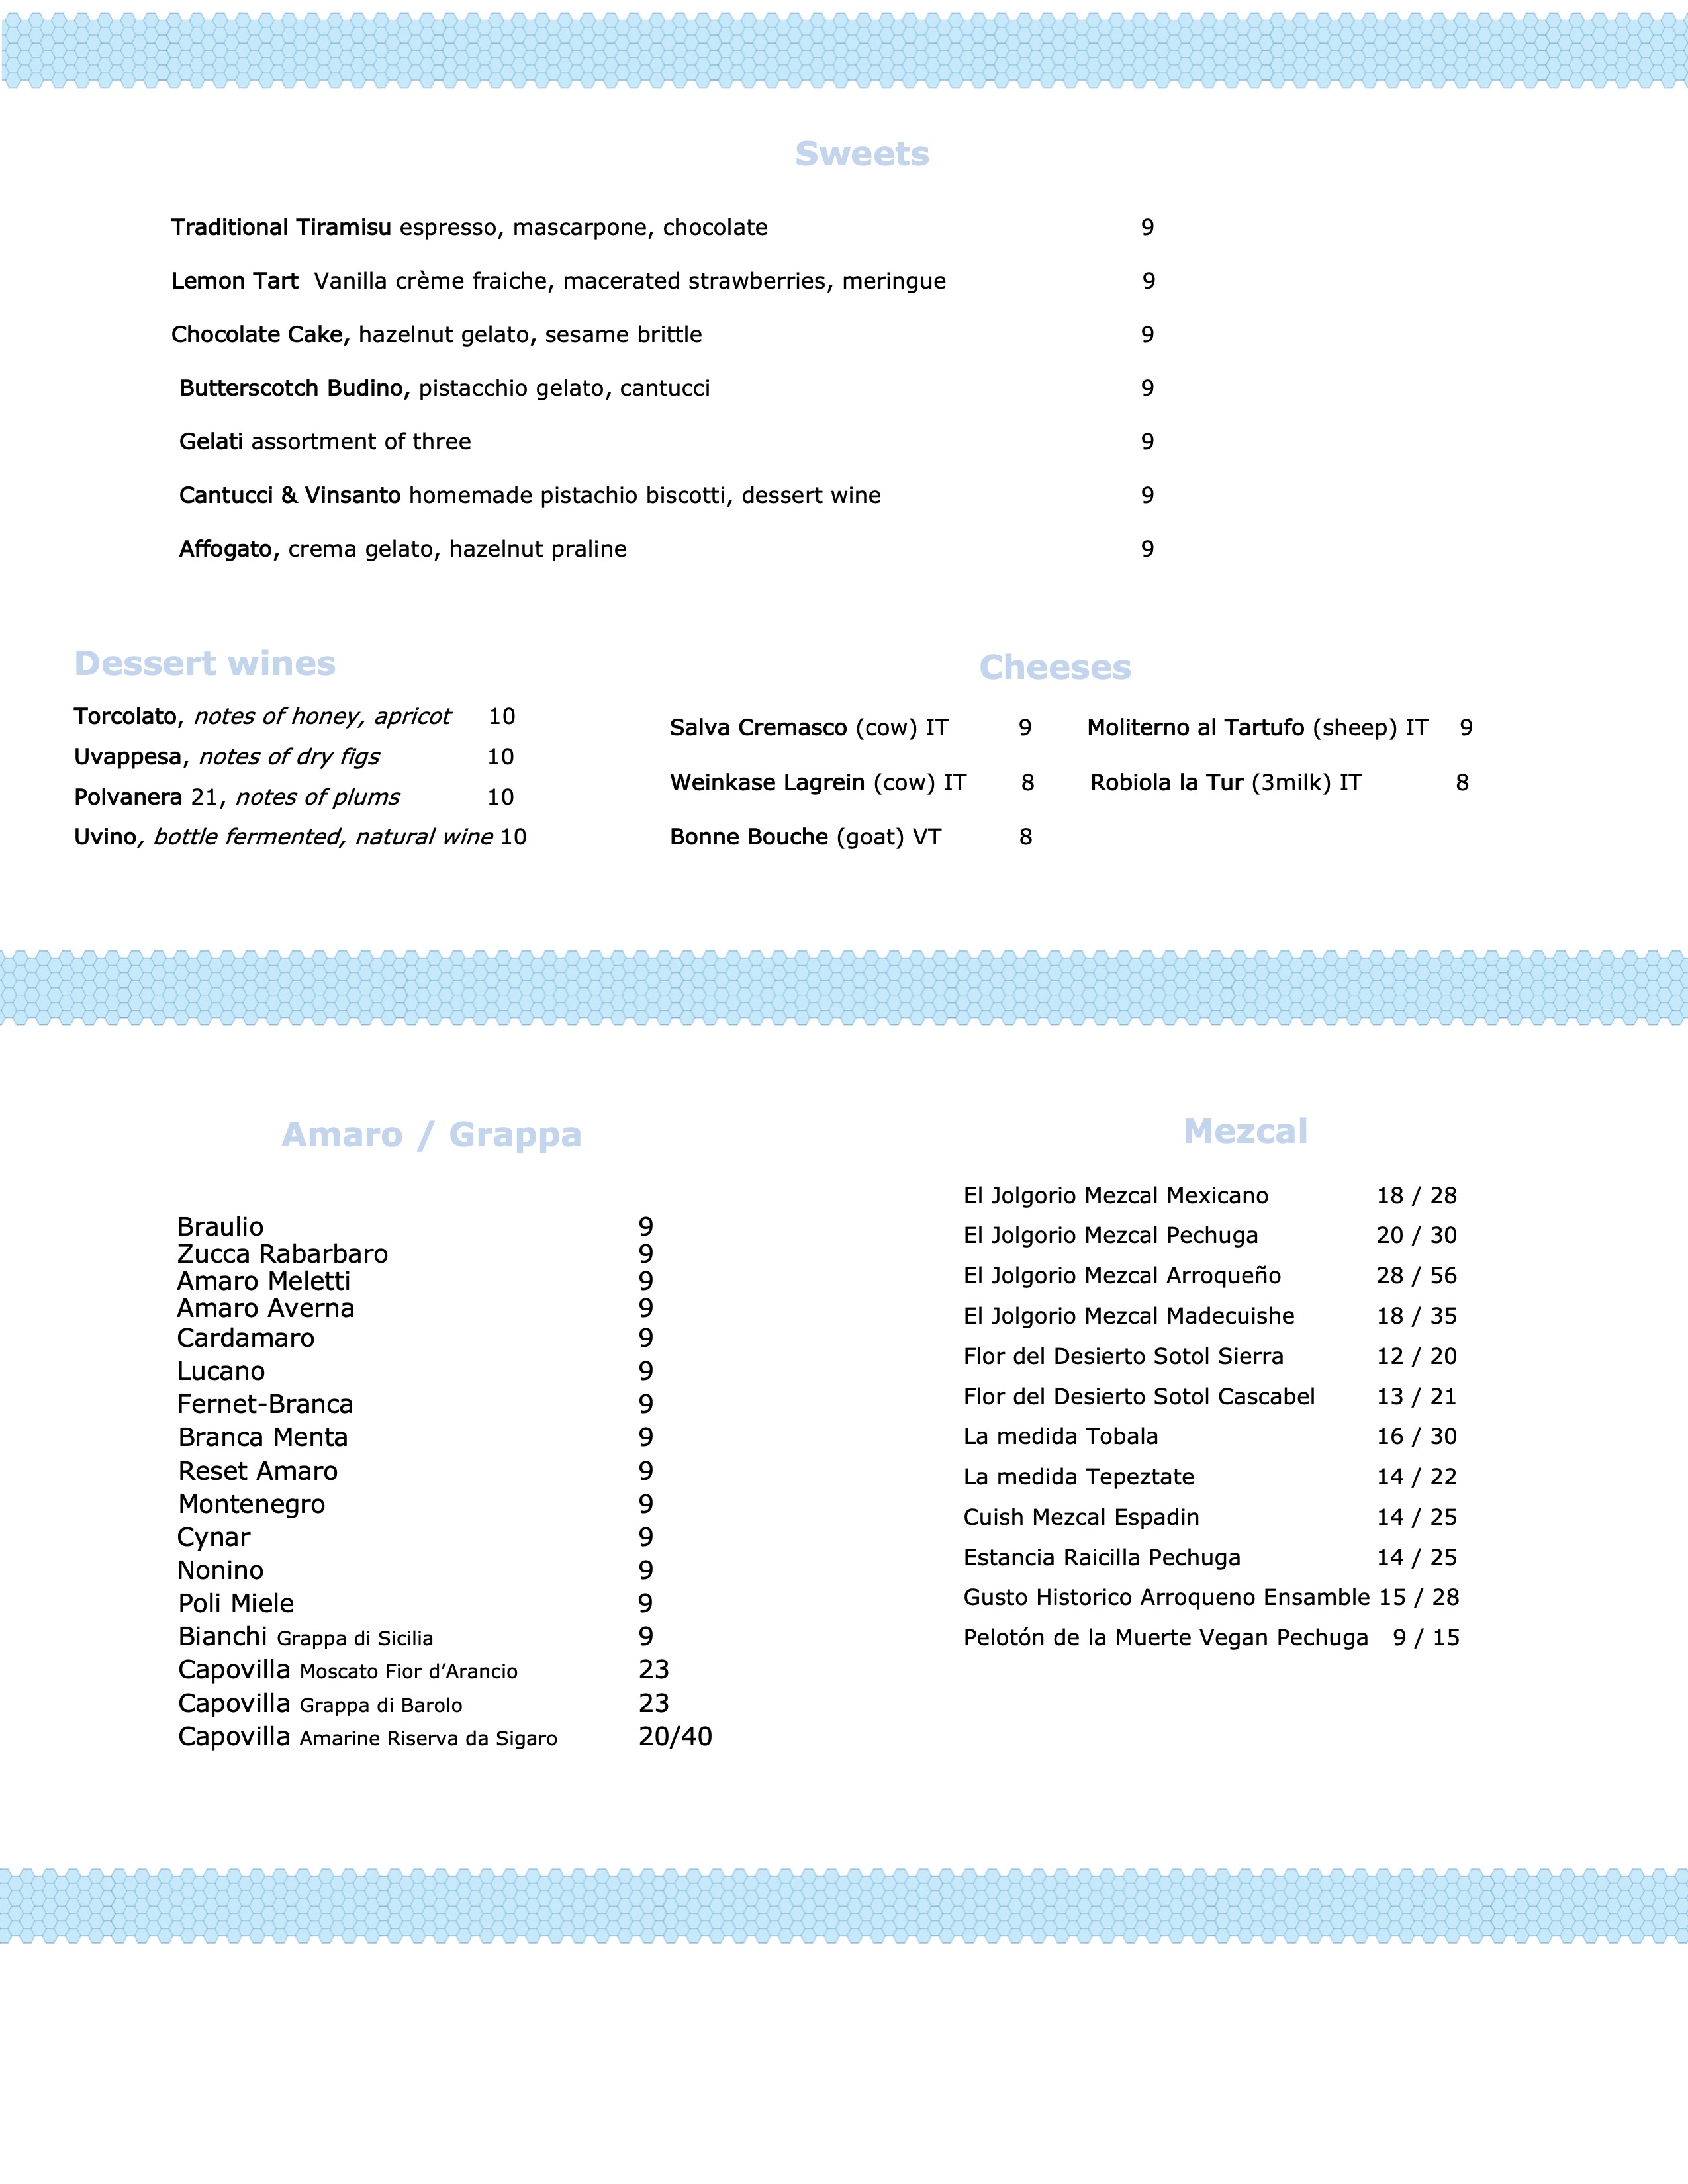 Sweets
Traditional Tiramisu espresso, mascarpone, chocolate 9
Lemon Tart Vanilla crème fraiche, macerated strawberries, meringue 9
Chocolate Cake, hazelnut gelato, sesame brittle 9
Butterscotch Budino, pistacchio gelato, cantucci 9
Gelati assortment of three 9
Cantucci & Vinsanto homemade pistachio biscotti, dessert wine 9
Affogato, crema gelato, hazelnut praline 9
Dessert wines
Torcolato, notes of honey, apricot 10
Uvappesa, notes of dry figs 10
Polvanera 21, notes of plums 10
Uvino, bottle fermented, natural wine 10
Cheeses
Salva Cremasco (cow) IT 9 Moliterno al Tartufo (sheep) IT 9
Weinkase Lagrein (cow) IT 8 Robiola la Tur (3milk) IT 8
Bonne Bouche (goat) VT 8
Amaro / Grappa
Braulio 9
Zucca Rabarbaro 9
Amaro Meletti 9
Amaro Averna 9
Cardamaro 9
Lucano 9
Fernet-Branca 9
Branca Menta 9
Reset Amaro 9
Montenegro 9
Cynar 9
Nonino 9
Poli Miele 9
Bianchi Grappa di Sicilia 9
Capovilla Moscato Fior d’Arancio 23
Capovilla Grappa di Barolo 23
Capovilla Amarine Riserva da Sigaro 20/40
Mezcal
El Jolgorio Mezcal Mexicano 18 / 28
El Jolgorio Mezcal Pechuga 20 / 30
El Jolgorio Mezcal Arroqueño 28 / 56
El Jolgorio Mezcal Madecuishe 18 / 35
Flor del Desierto Sotol Sierra 12 / 20
Flor del Desierto Sotol Cascabel 13 / 21
La medida Tobala 16 / 30
La medida Tepeztate 14 / 22
Cuish Mezcal Espadin 14 / 25
Estancia Raicilla Pechuga 14 / 25
Gusto Historico Arroqueno Ensamble 15 / 28
Pelotón de la Muerte Vegan Pechuga 9 / 15